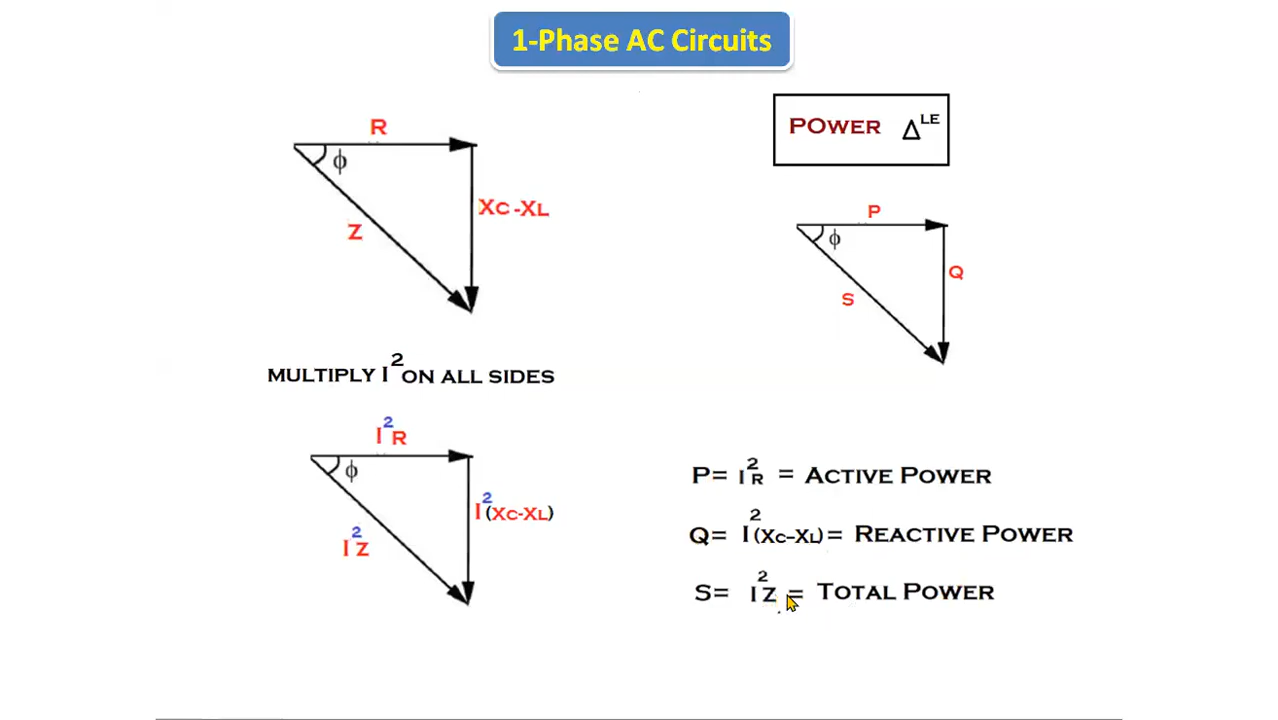 1-Phase AC Circuits
R
ϕ
Z
XC-XL
POWER Δ^LE
P
ϕ
S
Q
MULTIPLY I² ON ALL SIDES
I²R
ϕ
I²Z
I²(XC-XL)
P= I²R = ACTIVE POWER
Q= I²(XC-XL)= REACTIVE POWER
S= I²Z = TOTAL POWER